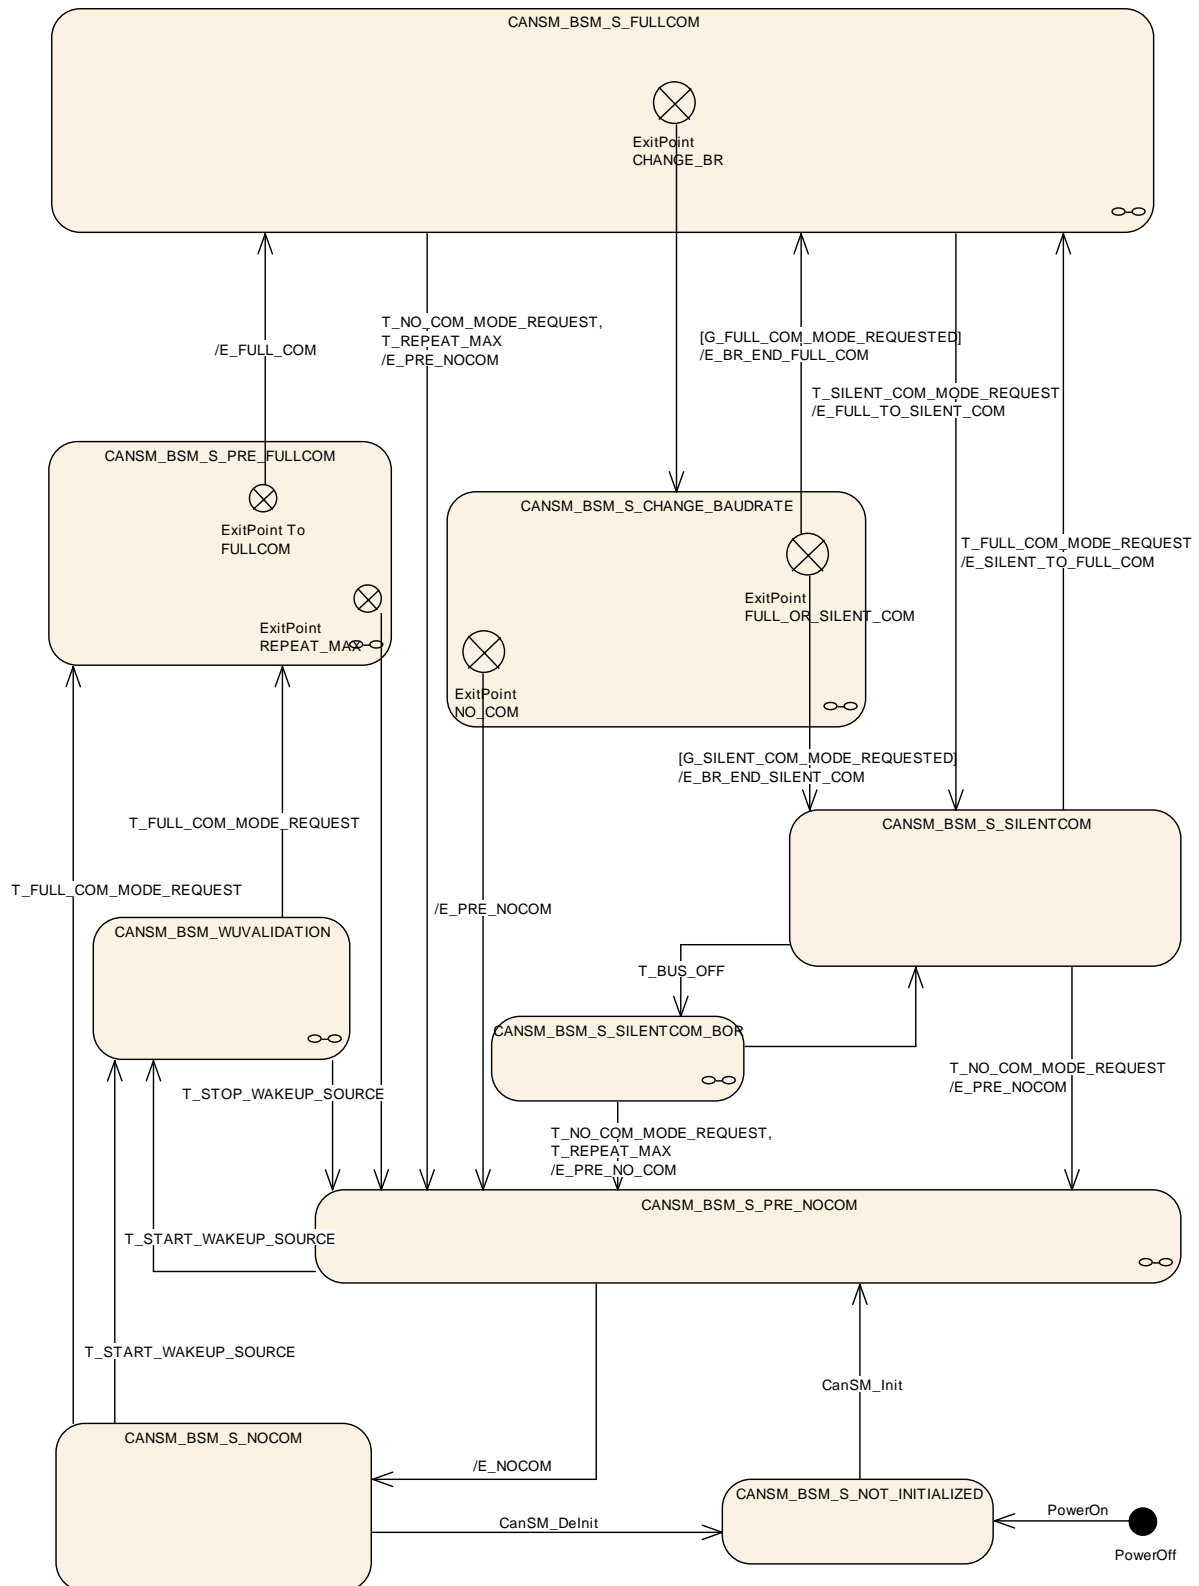 CANSM_BSM_S_FULLCOM
ExitPoint
CHANGE_BR
T_NO_COM_MODE_REQUEST,
T_REPEAT_MAX
/E_PRE_NOCOM
/E_FULL_COM
[G_FULL_COM_MODE_REQUESTED]
/E_BR_END_FULL_COM
T_SILENT_COM_MODE_REQUEST
/E_FULL_TO_SILENT_COM
CANSM_BSM_S_PRE_FULLCOM
ExitPoint To
FULLCOM
ExitPoint
REPEAT_MAX
CANSM_BSM_S_CHANGE_BAUDRATE
ExitPoint
FULL_OR_SILENT_COM
ExitPoint
NO_COM
T_FULL_COM_MODE_REQUEST
/E_SILENT_TO_FULL_COM
[G_SILENT_COM_MODE_REQUESTED]
/E_BR_END_SILENT_COM
T_FULL_COM_MODE_REQUEST
CANSM_BSM_S_SILENTCOM
T_FULL_COM_MODE_REQUEST
/E_PRE_NOCOM
CANSM_BSM_WUVALIDATION
T_BUS_OFF
CANSM_BSM_S_SILENTCOM_BOR
T_NO_COM_MODE_REQUEST
/E_PRE_NOCOM
T_STOP_WAKEUP_SOURCE
T_NO_COM_MODE_REQUEST,
T_REPEAT_MAX
/E_PRE_NO_COM
CANSM_BSM_S_PRE_NOCOM
T_START_WAKEUP_SOURCE
T_START_WAKEUP_SOURCE
CanSM_Init
CANSM_BSM_S_NOCOM
/E_NOCOM
CANSM_BSM_S_NOT_INITIALIZED
PowerOn
CanSM_DeInit
PowerOff